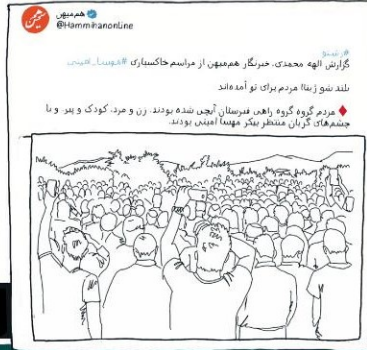 هم‌میهن
@Hammihanonline
#رشنو
گزارش الهه محمدی، خبرنگار هم‌میهن از مراسم خاکسپاری #مهسا_امینی
بلند شو ژینا! مردم برای تو آمده‌اند
مردم گروه گروه راهی قبرستان آیچی شده بودند. زن و مرد، کودک و پیر. و با
چشم‌های گریان منتظر پیکر مهسا امینی بودند.